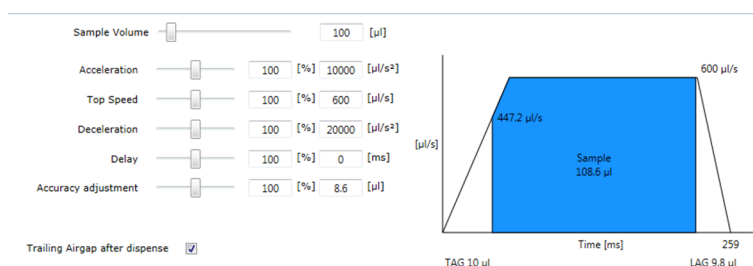 Sample Volume 100 [µl]
Acceleration 100 [%] 10000 [µl/s²]
Top Speed 100 [%] 600 [µl/s]
Deceleration 100 [%] 20000 [µl/s²]
Delay 100 [%] 0 [ms]
Accuracy adjustment 100 [%] 8.6 [µl]
Trailing Airgap after dispense
600 µl/s
447.2 µl/s
[µl/s]
Sample
108.6 µl
Time [ms] 259
TAG 10 µl LAG 9.8 µl